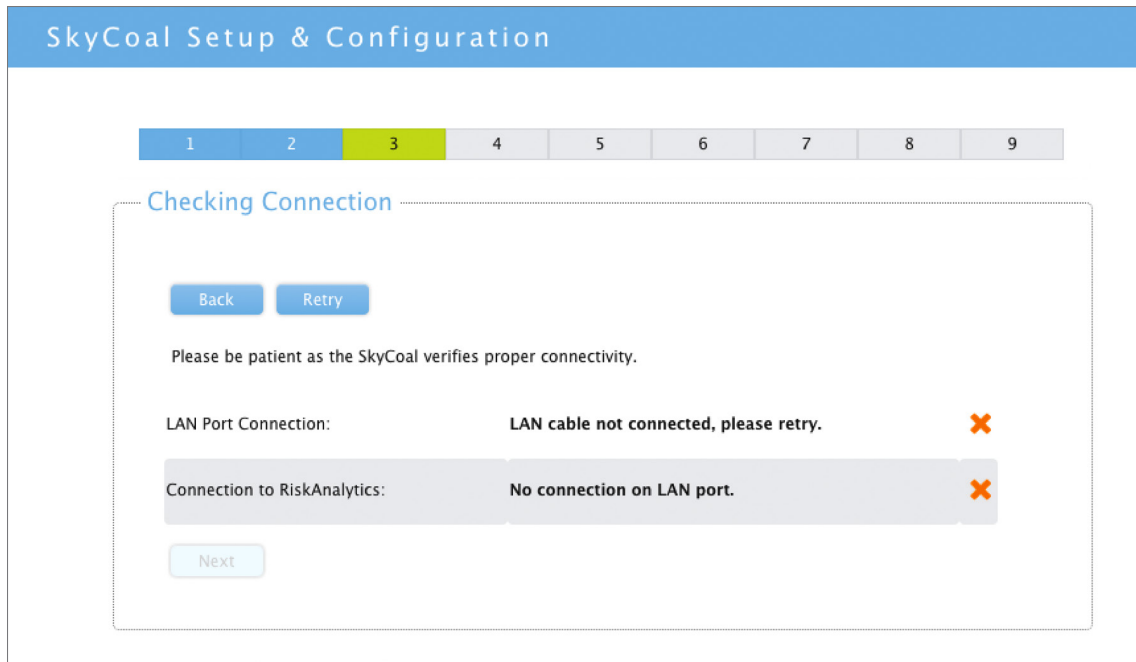 SkyCoal Setup & Configuration
1 2 3 4 5 6 7 8 9
Checking Connection
Back Retry
Please be patient as the SkyCoal verifies proper connectivity.
LAN Port Connection: LAN cable not connected, please retry.
Connection to RiskAnalytics: No connection on LAN port.
Next